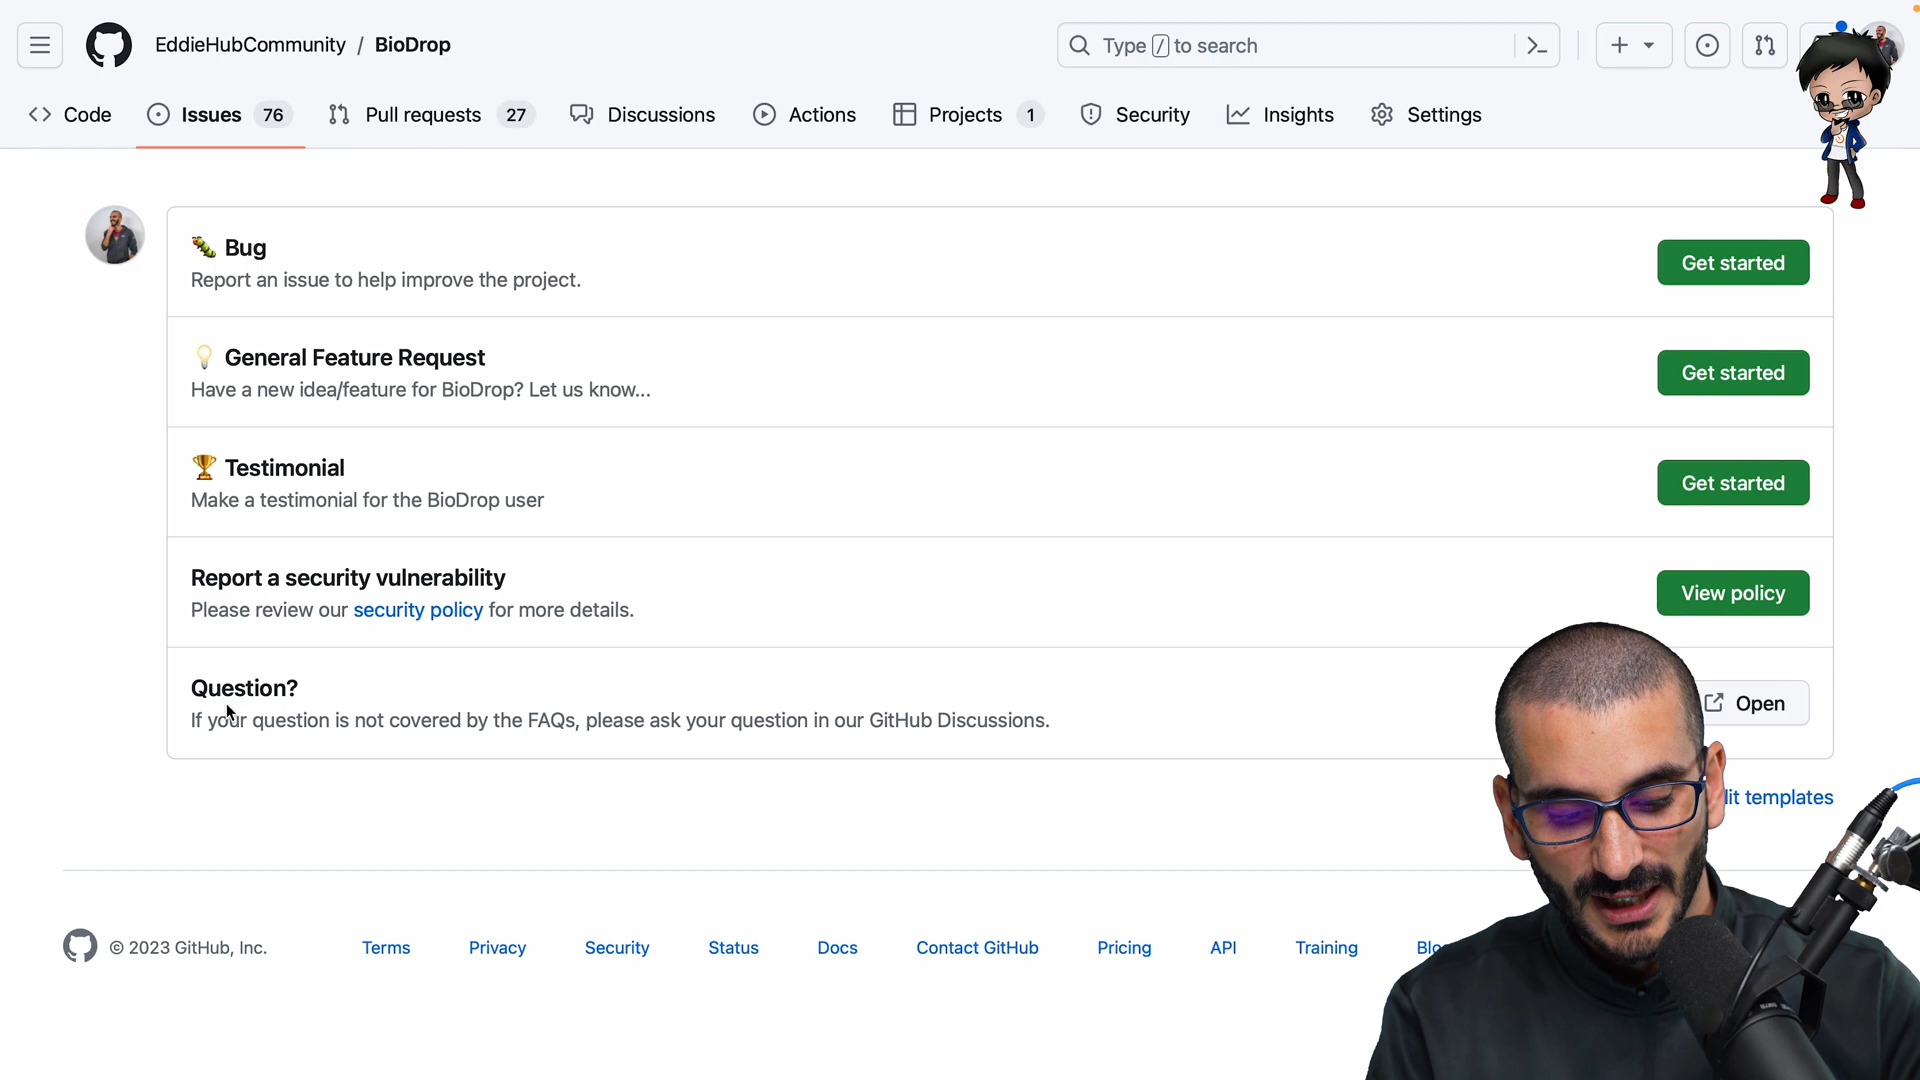 EddieHubCommunity / BioDrop
Type / to search
Code
Issues 76
Pull requests 27
Discussions
Actions
Projects 1
Security
Insights
Settings
Bug
Report an issue to help improve the project.
Get started
General Feature Request
Have a new idea/feature for BioDrop? Let us know...
Get started
Testimonial
Make a testimonial for the BioDrop user
Get started
Report a security vulnerability
Please review our security policy for more details.
View policy
Question?
If your question is not covered by the FAQs, please ask your question in our GitHub Discussions.
Open
templates
© 2023 GitHub, Inc.
Terms
Privacy
Security
Status
Docs
Contact GitHub
Pricing
API
Training